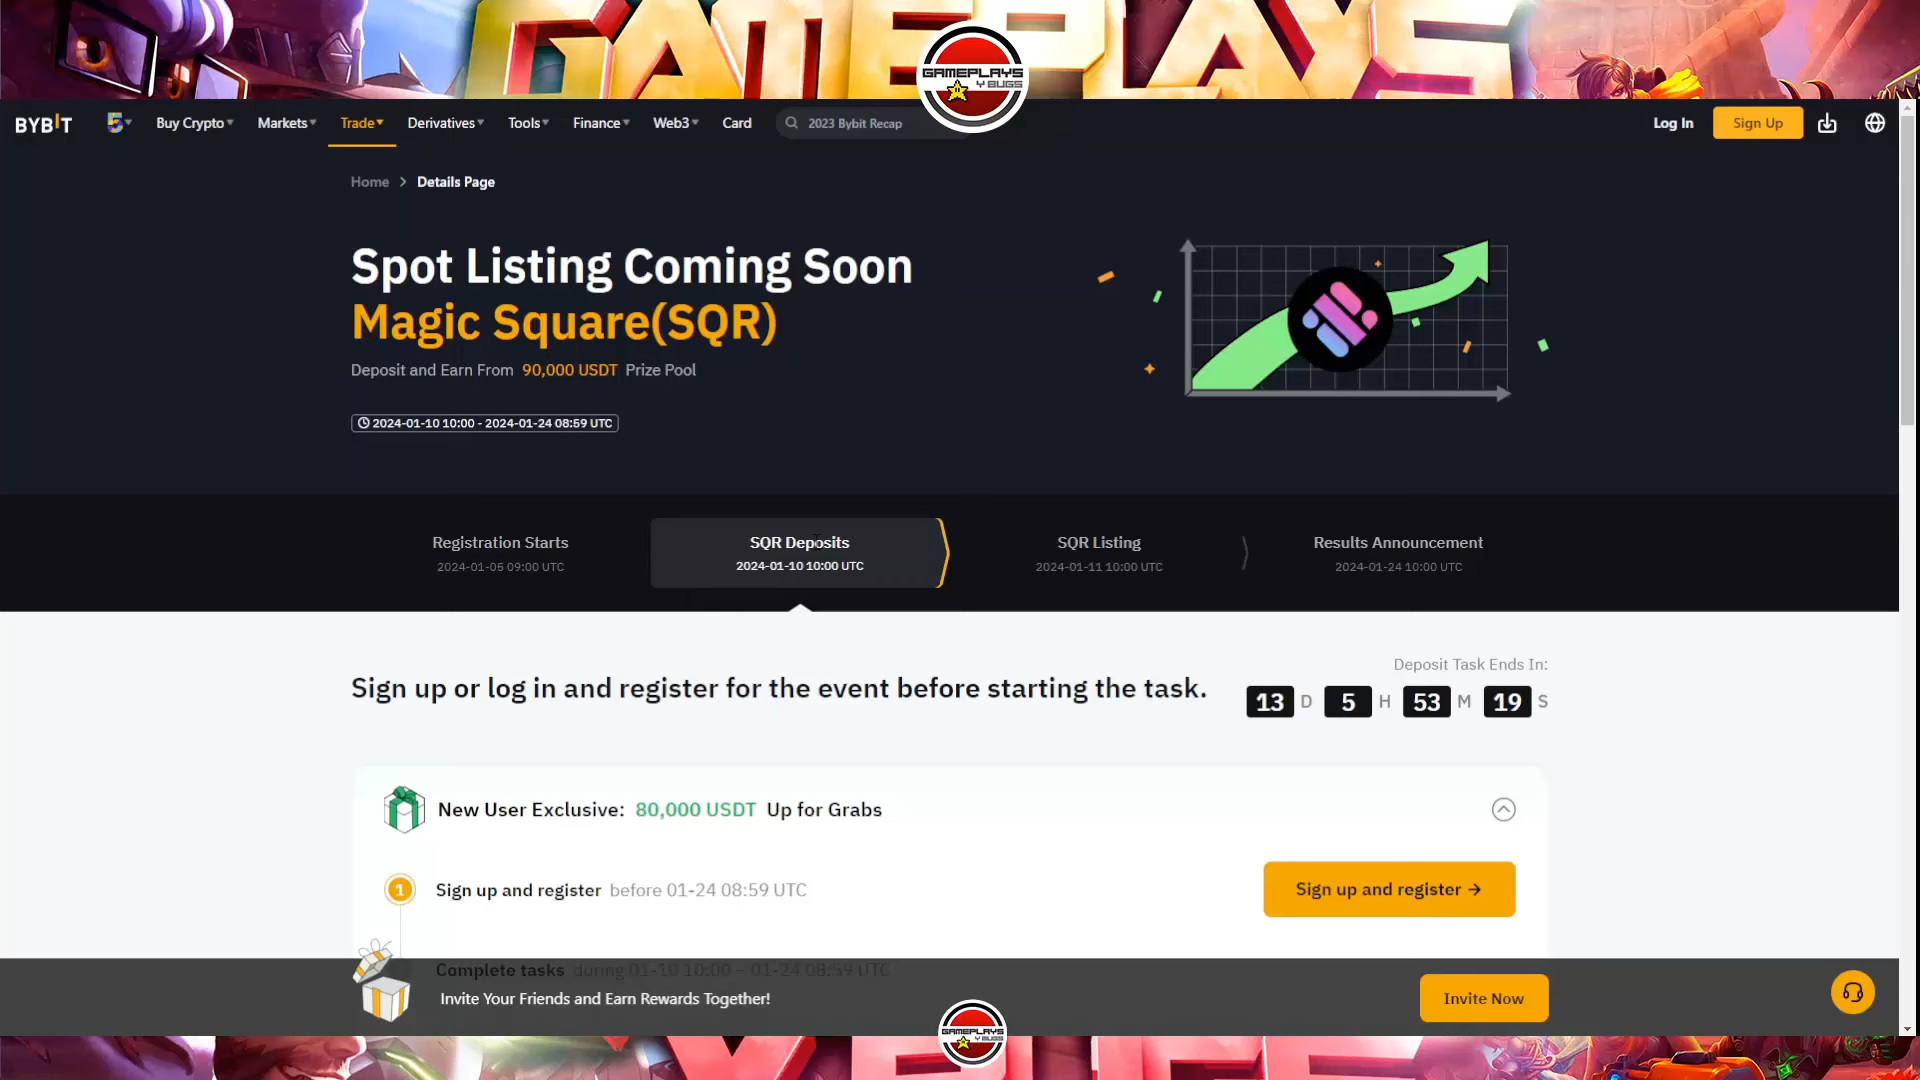 GAMEPLAYS
GAMEPLAYS
Y BUGS
BYBIT
Buy Crypto
Markets
Trade
Derivatives
Tools
Finance
Web3
Card
2023 Bybit Recap
Log In
Sign Up
Home > Details Page
Spot Listing Coming Soon
Magic Square(SQR)
Deposit and Earn From 90,000 USDT Prize Pool
2024-01-10 10:00 - 2024-01-24 08:59 UTC
Registration Starts
2024-01-05 09:00 UTC
SQR Deposits
2024-01-10 10:00 UTC
SQR Listing
2024-01-11 10:00 UTC
Results Announcement
2024-01-24 10:00 UTC
Deposit Task Ends In:
Sign up or log in and register for the event before starting the task.
13 D 5 H 53 M 19 S
New User Exclusive: 80,000 USDT Up for Grabs
1 Sign up and register before 01-24 08:59 UTC
Sign up and register →
Complete tasks during 01-10 10:00 - 01-24 08:59 UTC
Invite Your Friends and Earn Rewards Together!
Invite Now
GAMEPLAYS
Y BUGS